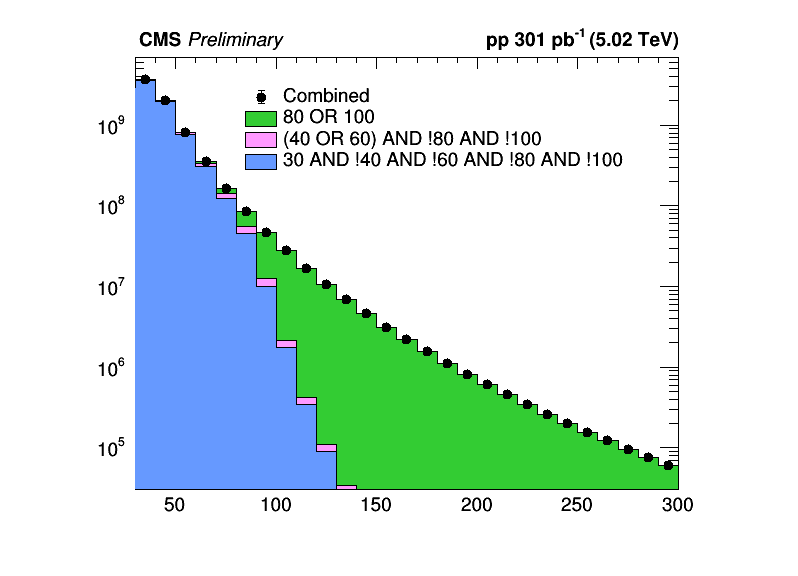 CMS Preliminary pp 301 pb⁻¹ (5.02 TeV)
Combined
80 OR 100
(40 OR 60) AND !80 AND !100
30 AND !40 AND !60 AND !80 AND !100
10⁹
10⁸
10⁷
10⁶
10⁵
50 100 150 200 250 300